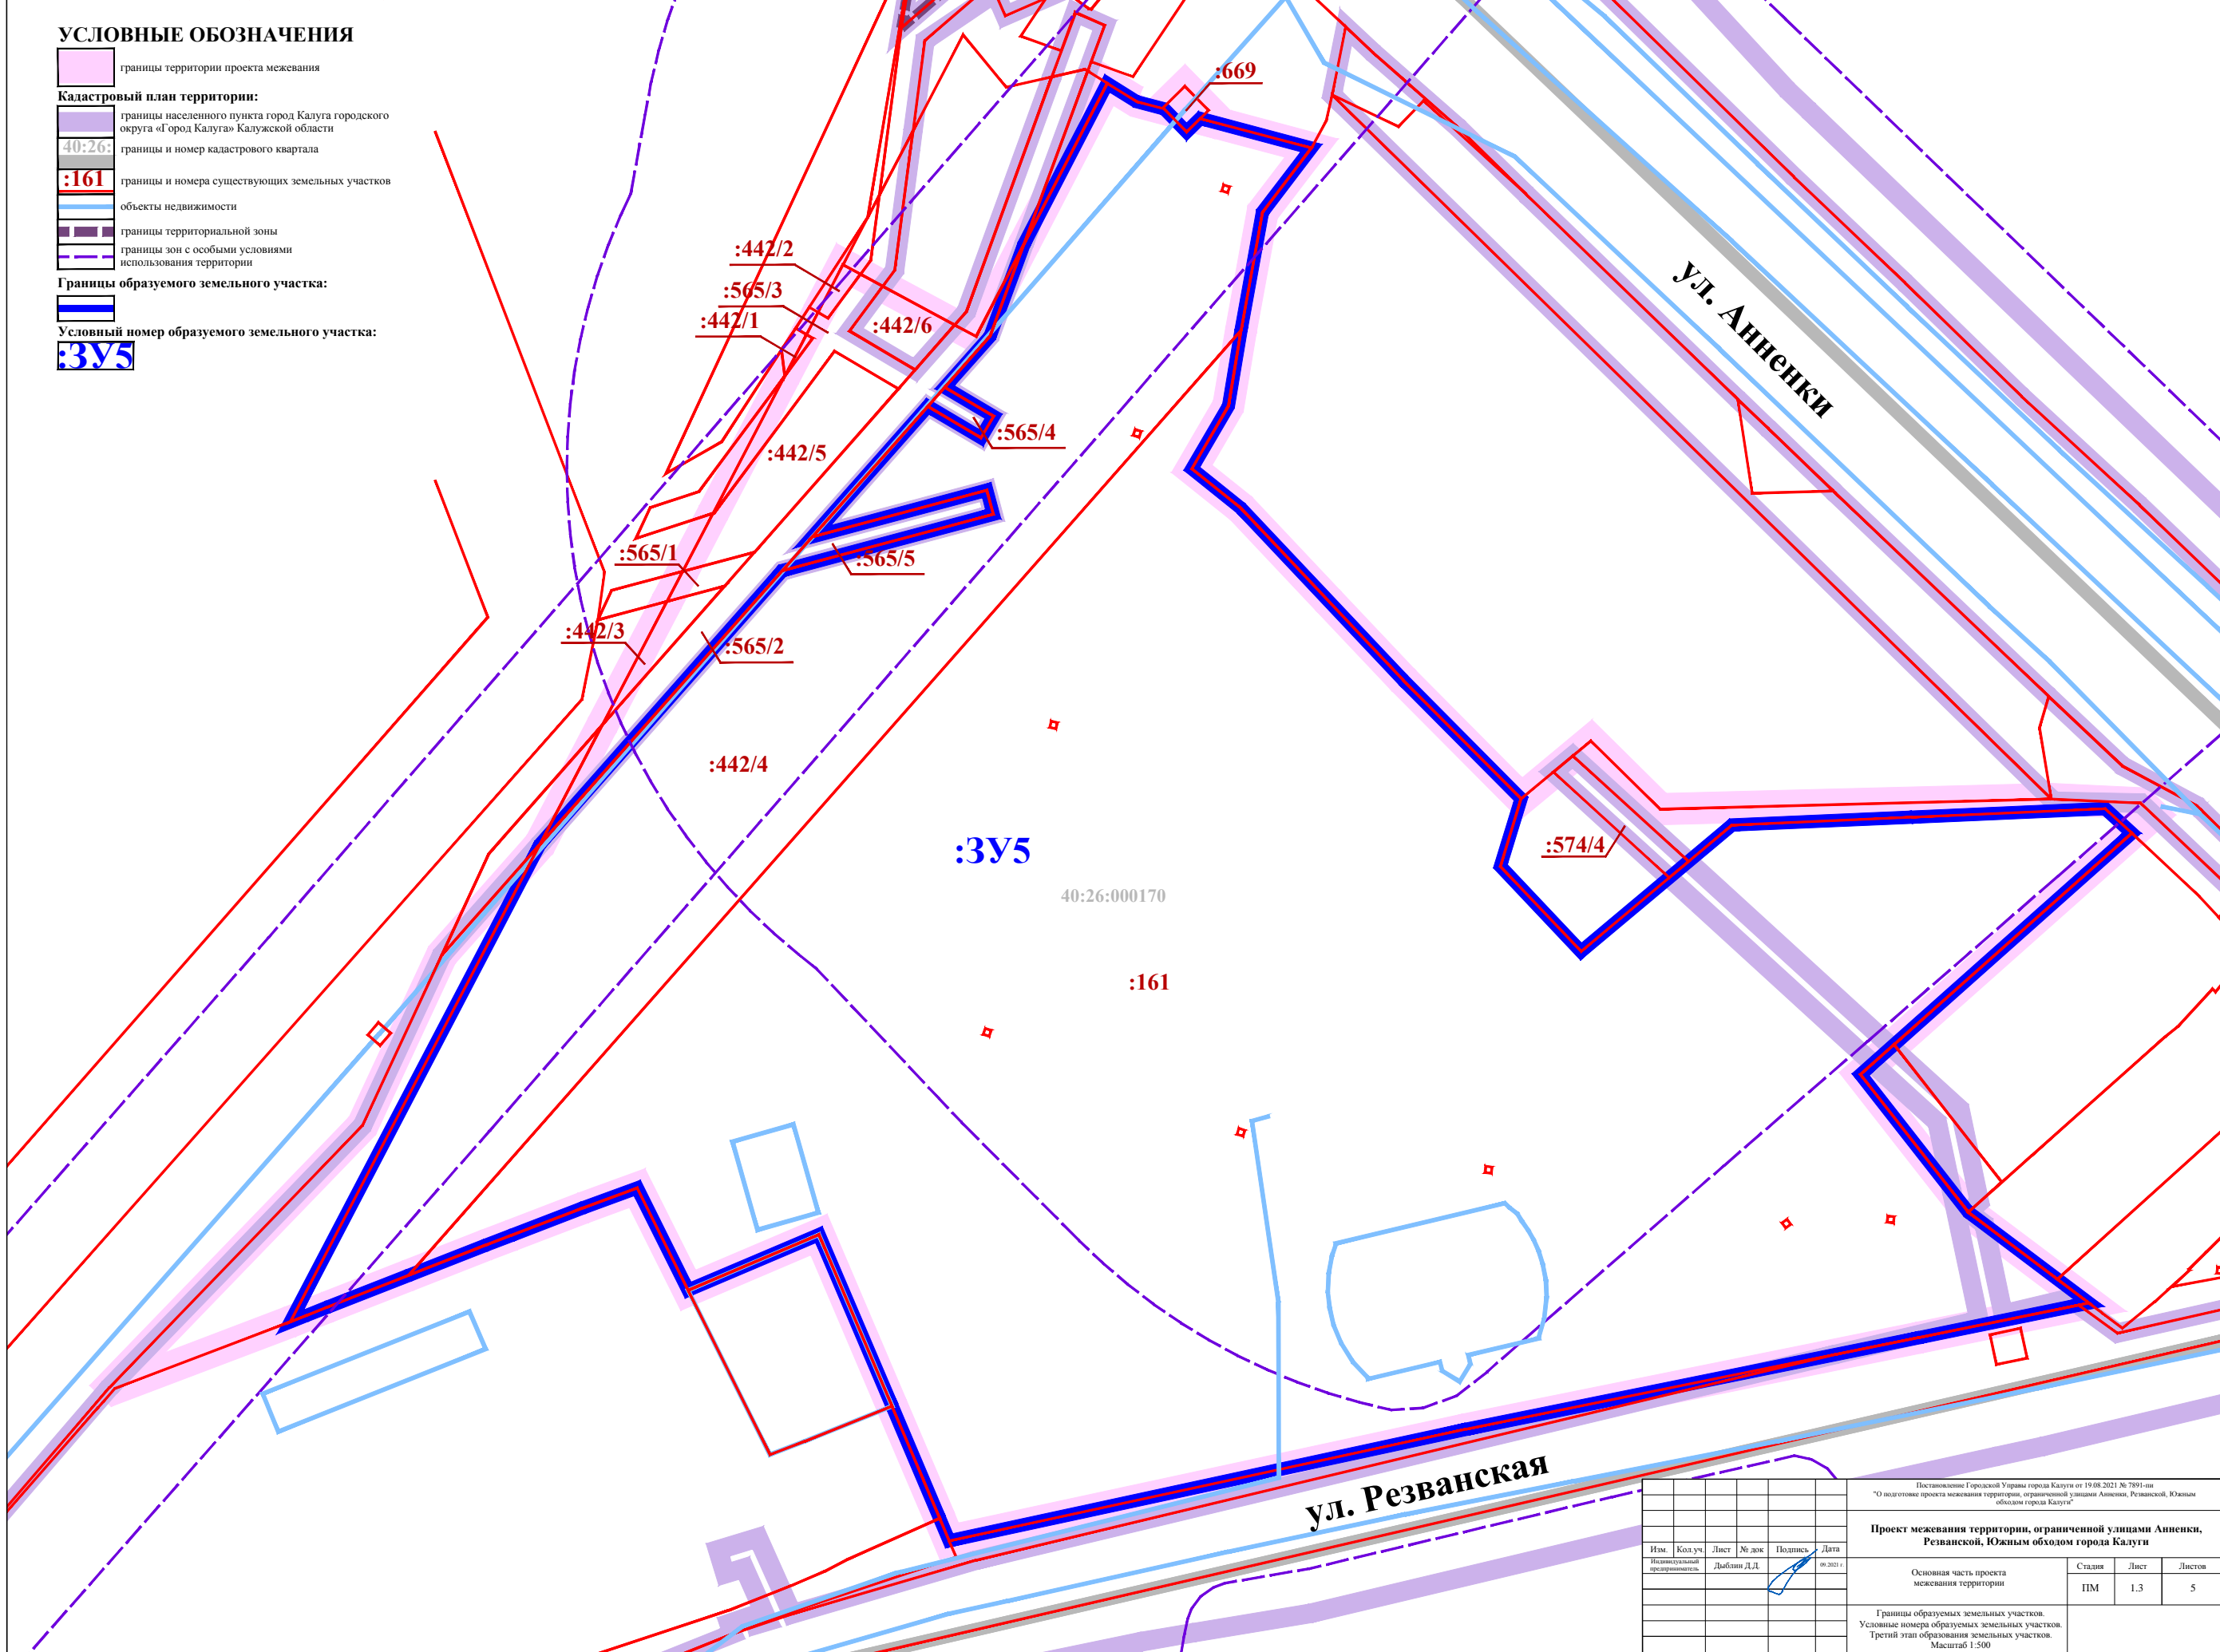 УСЛОВНЫЕ ОБОЗНАЧЕНИЯ
границы территории проекта межевания
Кадастровый план территории:
границы населенного пункта город Калуга городского
округа «Город Калуга» Калужской области
40:26:
границы и номер кадастрового квартала
:161
границы и номера существующих земельных участков
объекты недвижимости
границы территориальной зоны
границы зон с особыми условиями
использования территории
Границы образуемого земельного участка:
Условный номер образуемого земельного участка:
:ЗУ5
:669
:442/2
:565/3
:442/1
:442/6
ул. Анненки
:565/4
:442/5
:565/1
:565/5
:442/3
:565/2
:442/4
:ЗУ5
:574/4
40:26:000170
:161
ул. Резванская
Постановление Городской Управы города Калуги от 19.08.2021 № 7891-пи
"О подготовке проекта межевания территории, ограниченной улицами Анненки, Резванской, Южным
обходом города Калуги"
Проект межевания территории, ограниченной улицами Анненки,
Резванской, Южным обходом города Калуги
Изм. Кол.уч. Лист № док Подпись Дата
Индивидуальный
предприниматель
Дыблин Д.Д.
09.2021 г.
Основная часть проекта
межевания территории
Стадия Лист Листов
ПМ 1.3 5
Границы образуемых земельных участков.
Условные номера образуемых земельных участков.
Третий этап образования земельных участков.
Масштаб 1:500